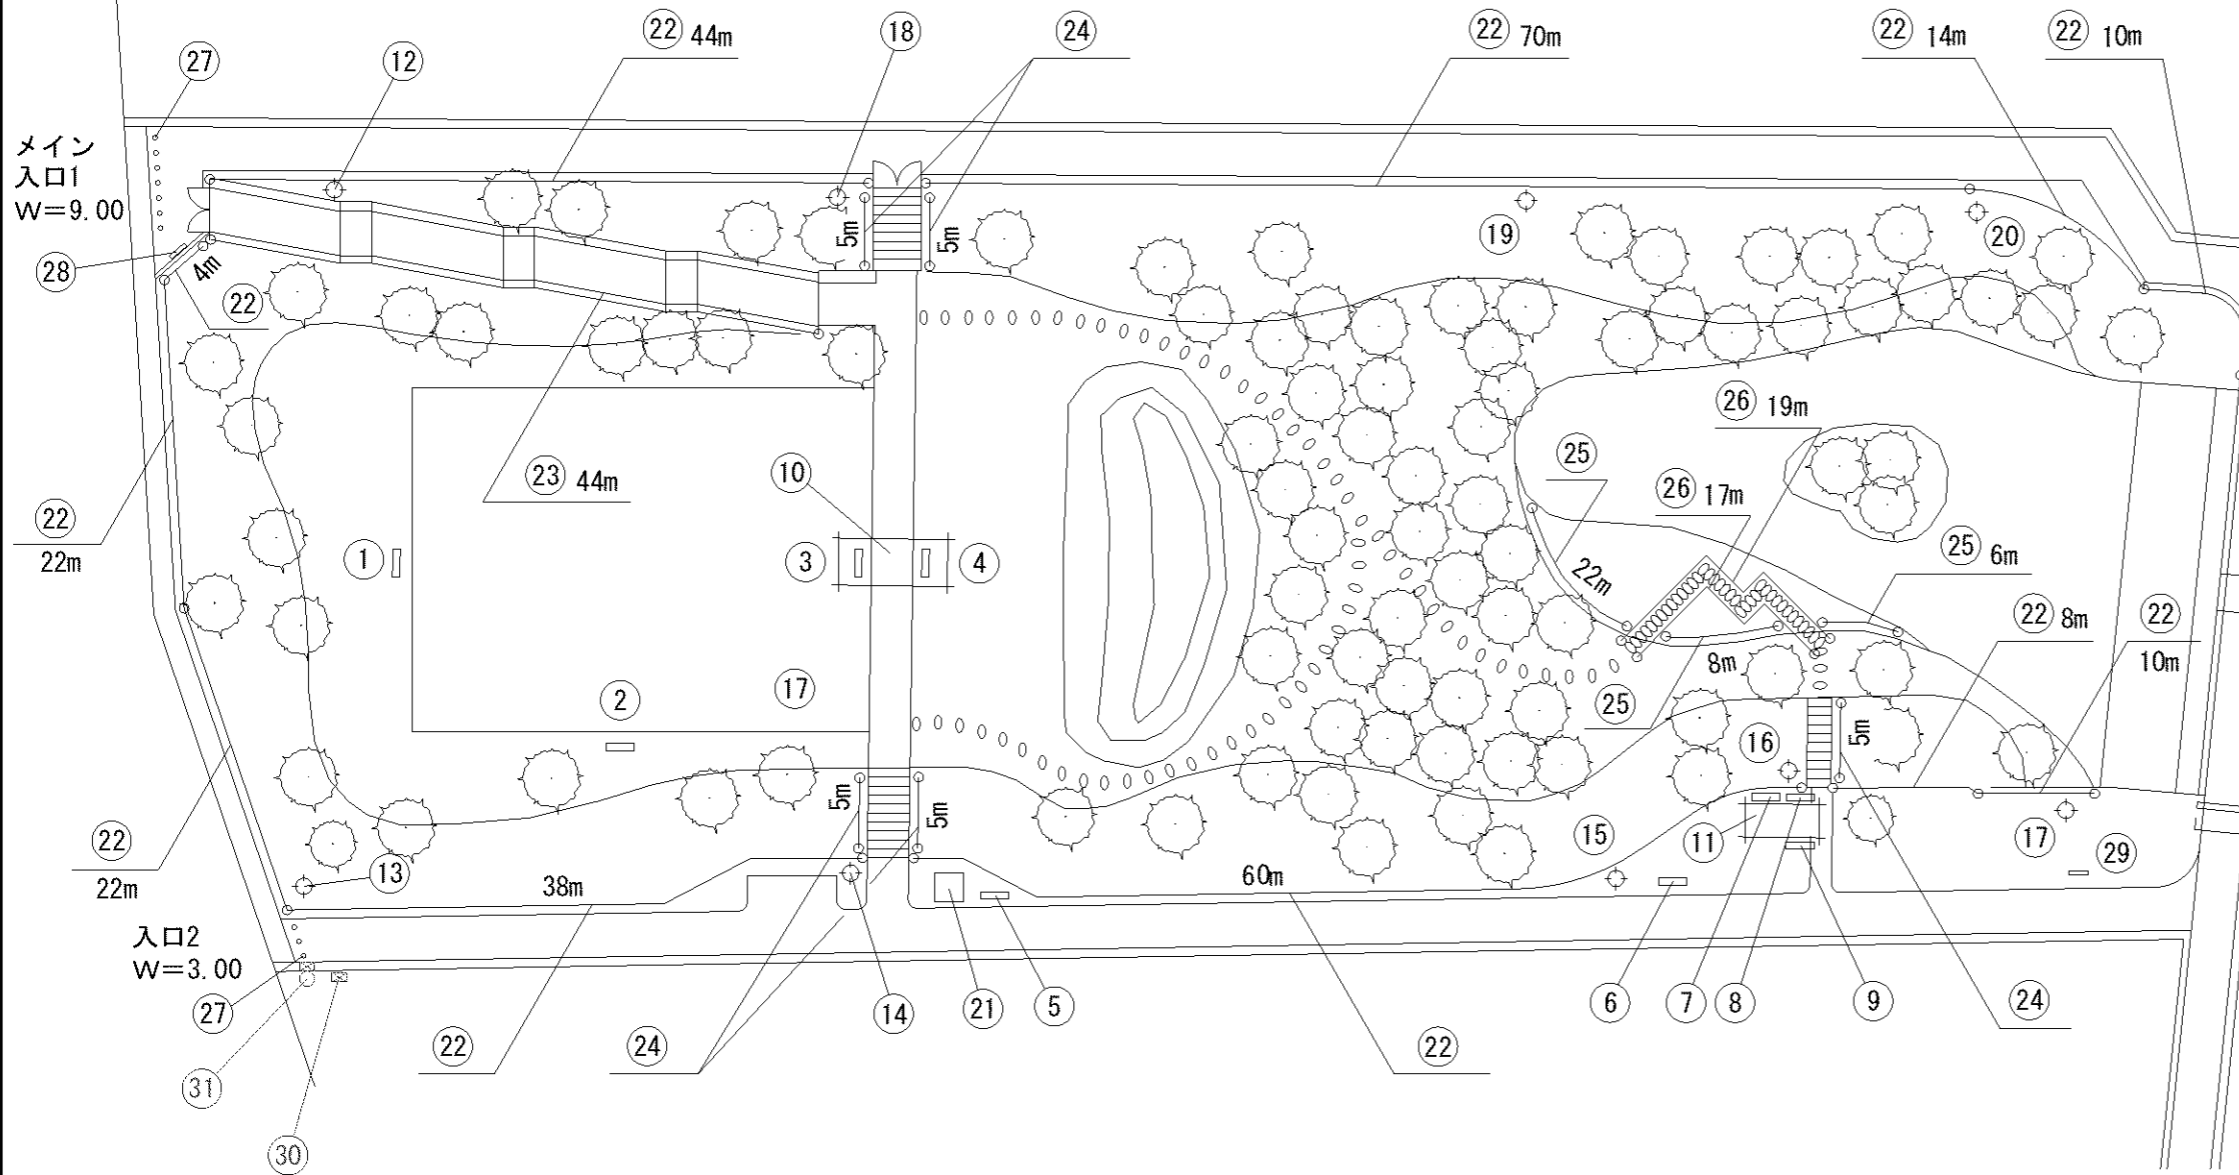 ㉒ 44m
⑱
㉔
㉒ 70m
㉒ 14m
㉒ 10m
㉗
⑫
メイン
入口1
W=9.00
5m
5m
⑲
⑳
㉘
4m
㉒
㉖ 19m
㉓ 44m
⑩
㉕
㉖ 17m
㉒
22m
①
③
④
㉕ 6m
22m
㉒ 8m
㉒
10m
8m
②
⑰
㉕
⑯
5m
㉒
22m
⑬
5m
5m
⑮
⑪
⑰
㉙
38m
60m
入口2
W=3.00
㉗
⑭
㉑
⑤
⑥
⑦
⑧
⑨
㉔
㉒
㉔
㉒
㉛
㉚